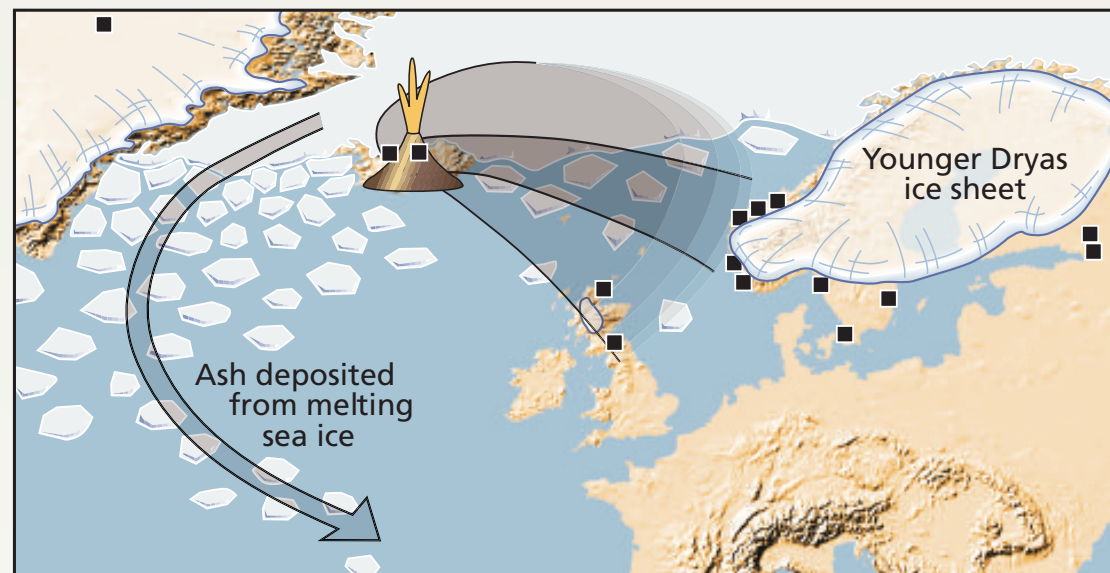 Younger Dryas
ice sheet
Ash deposited
from melting
sea ice